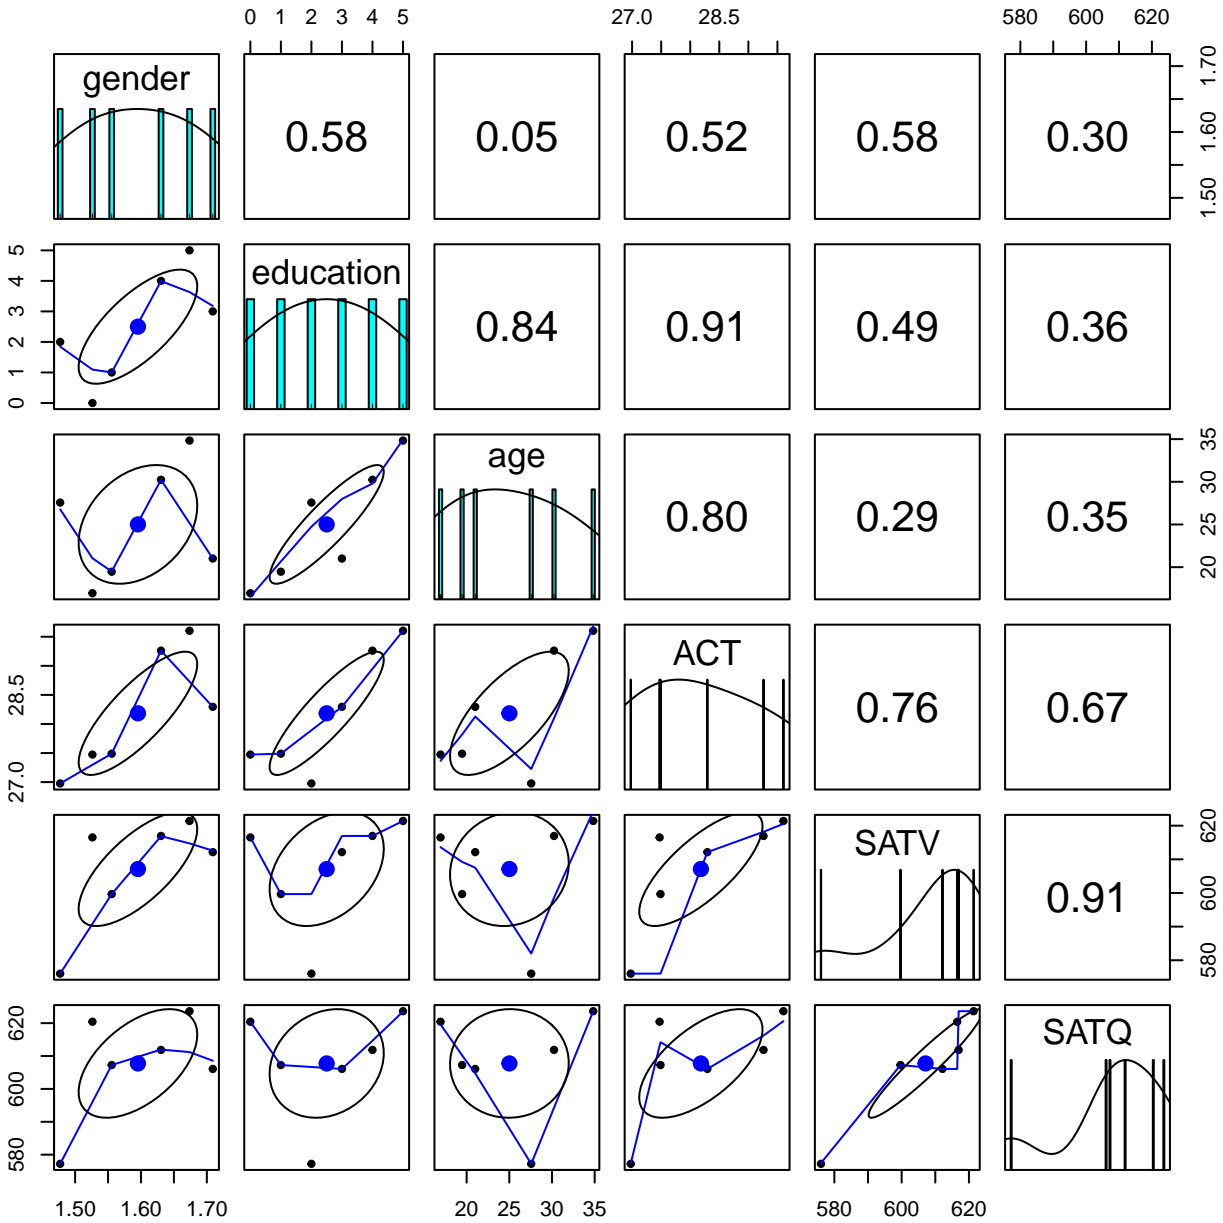 0 1 2 3 4 5 27.0 28.5 580 600 620
gender 0.58 0.05 0.52 0.58 0.30 1.50 1.60 1.70
0 1 2 3 4 5 education 0.84 0.91 0.49 0.36
age 0.80 0.29 0.35 20 25 30 35
27.0 28.5 ACT 0.76 0.67
SATV 0.91 580 600 620
580 600 620 SATQ
1.50 1.60 1.70 20 25 30 35 580 600 620